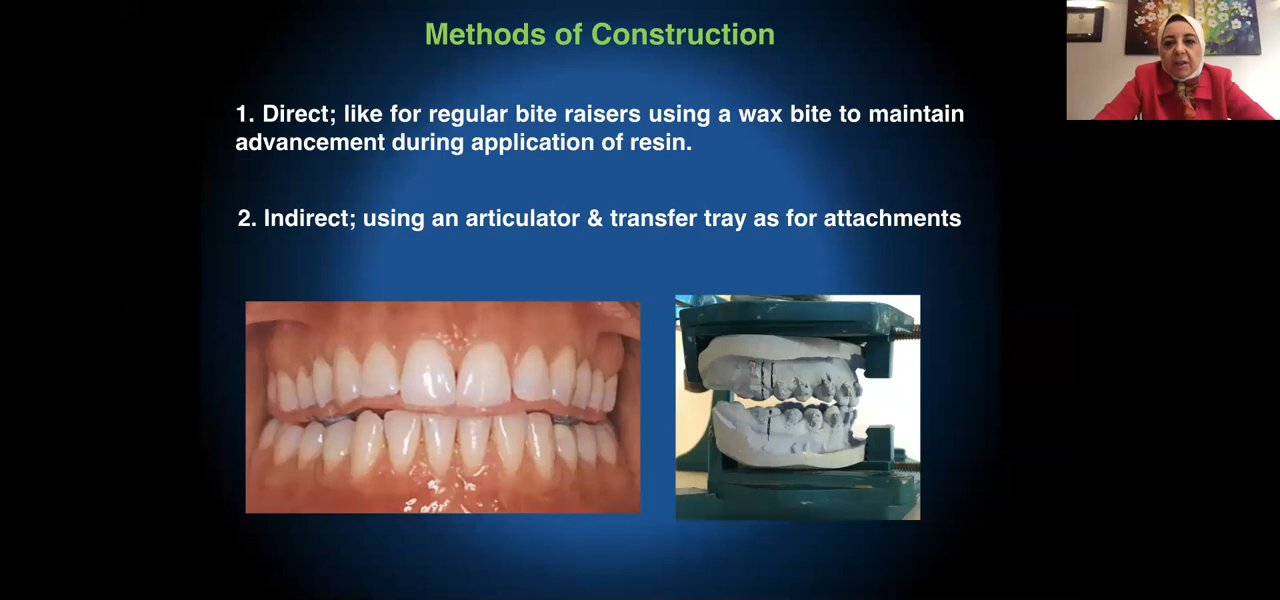 Methods of Construction
1. Direct; like for regular bite raisers using a wax bite to maintain
advancement during application of resin.
2. Indirect; using an articulator & transfer tray as for attachments